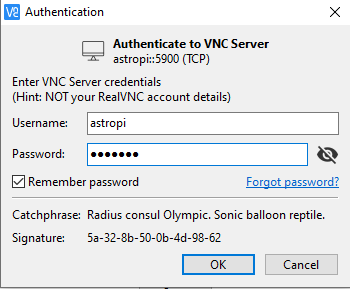 Authentication
Authenticate to VNC Server
astropi::5900 (TCP)
Enter VNC Server credentials
(Hint: NOT your RealVNC account details)
Username: astropi
Password: ●●●●●●●
Remember password Forgot password?
Catchphrase: Radius consul Olympic. Sonic balloon reptile.
Signature: 5a-32-8b-50-0b-4d-98-62
OK Cancel